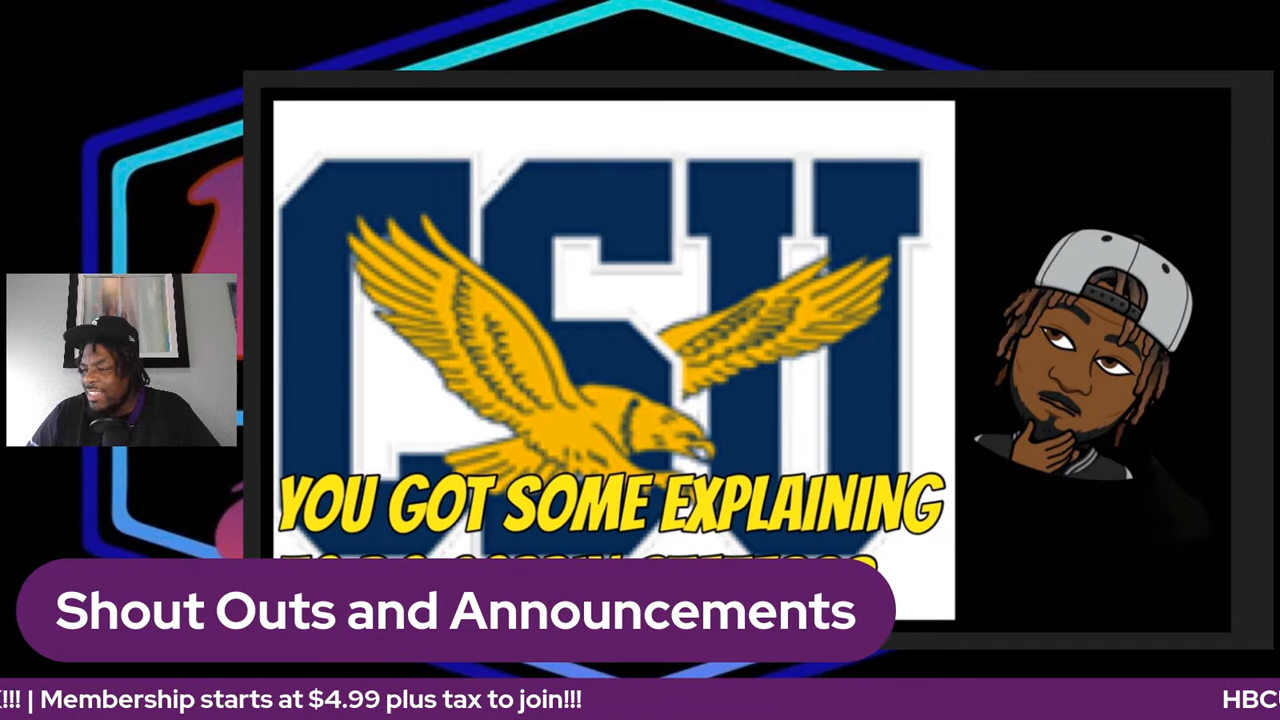 CSU
YOU GOT SOME EXPLAINING
Shout Outs and Announcements
!!! | Membership starts at $4.99 plus tax to join!!!
HBC